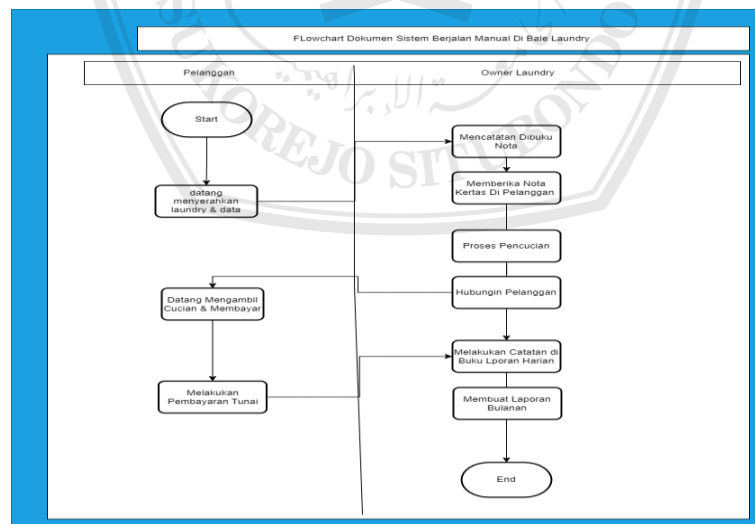 FLowchart Dokumen Sistem Berjalan Manual Di Bale Laundry
Pelanggan
Owner Laundry
Start
datang
menyerahkan
laundry & data
Mencatatan Dibuku
Nota
Memberika Nota
Kertas Di Pelanggan
Proses Pencucian
Hubungin Pelanggan
Datang Mengambil
Cucian & Membayar
Melakukan
Pembayaran Tunai
Melakukan Catatan di
Buku Lporan Harian
Membuat Laporan
Bulanan
End
SUKOREJO SITUBONDO